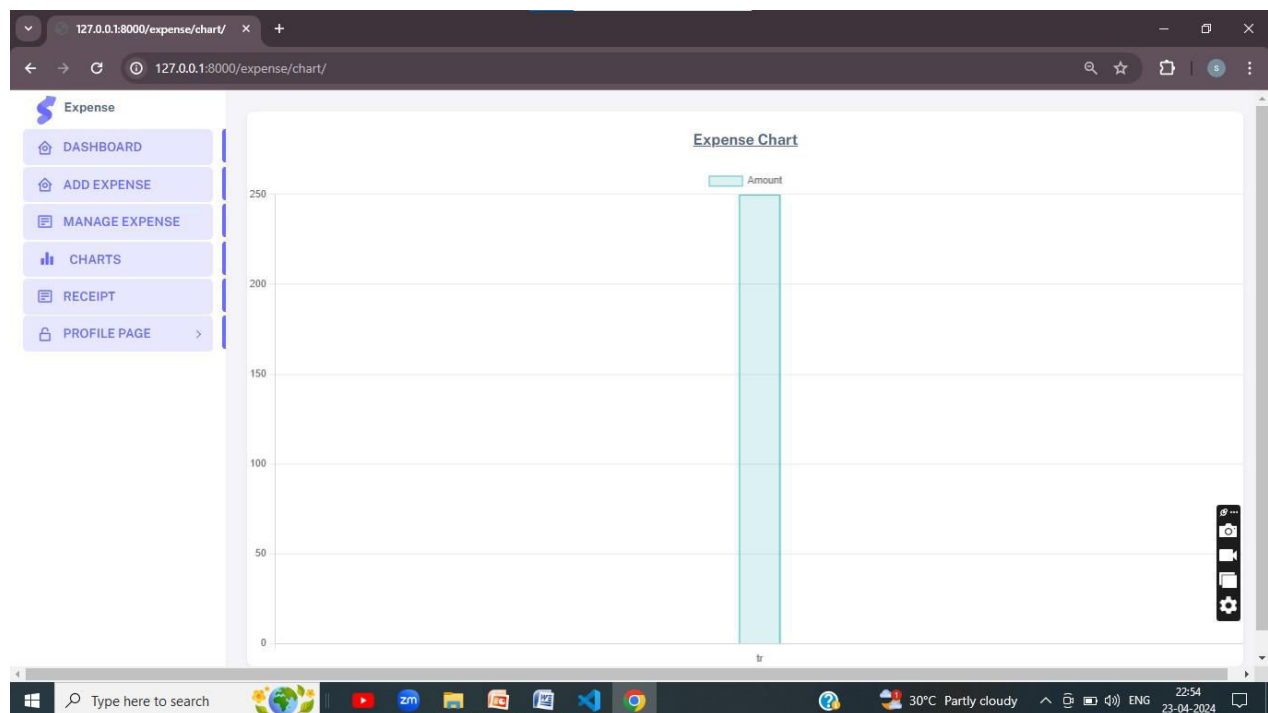 127.0.0.1:8000/expense/chart/
127.0.0.1:8000/expense/chart/
s
Expense
DASHBOARD
ADD EXPENSE
MANAGE EXPENSE
CHARTS
RECEIPT
PROFILE PAGE
Expense Chart
Amount
250
200
150
100
50
0
tr
Type here to search
zm
30°C Partly cloudy
ENG
22:54
23-04-2024